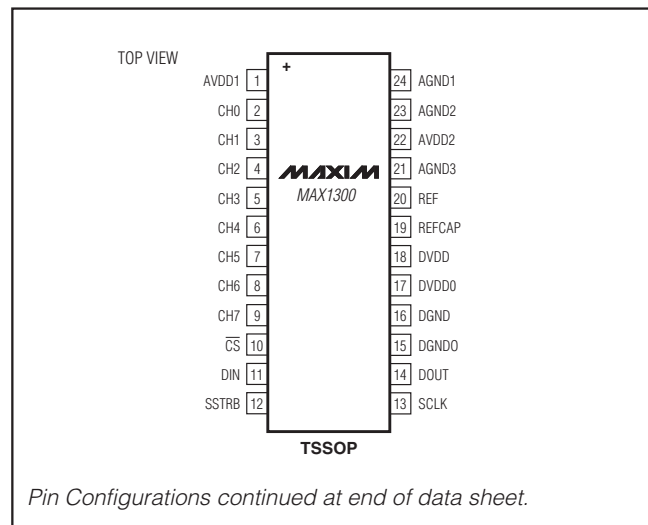 TOP VIEW
+
AVDD1 1
24 AGND1
CH0 2
23 AGND2
CH1 3
22 AVDD2
CH2 4
21 AGND3
MAXIM
MAX1300
CH3 5
20 REF
CH4 6
19 REFCAP
CH5 7
18 DVDD
CH6 8
17 DVDD0
CH7 9
16 DGND
C̅S̅ 10
15 DGNDO
DIN 11
14 DOUT
SSTRB 12
13 SCLK
TSSOP
Pin Configurations continued at end of data sheet.